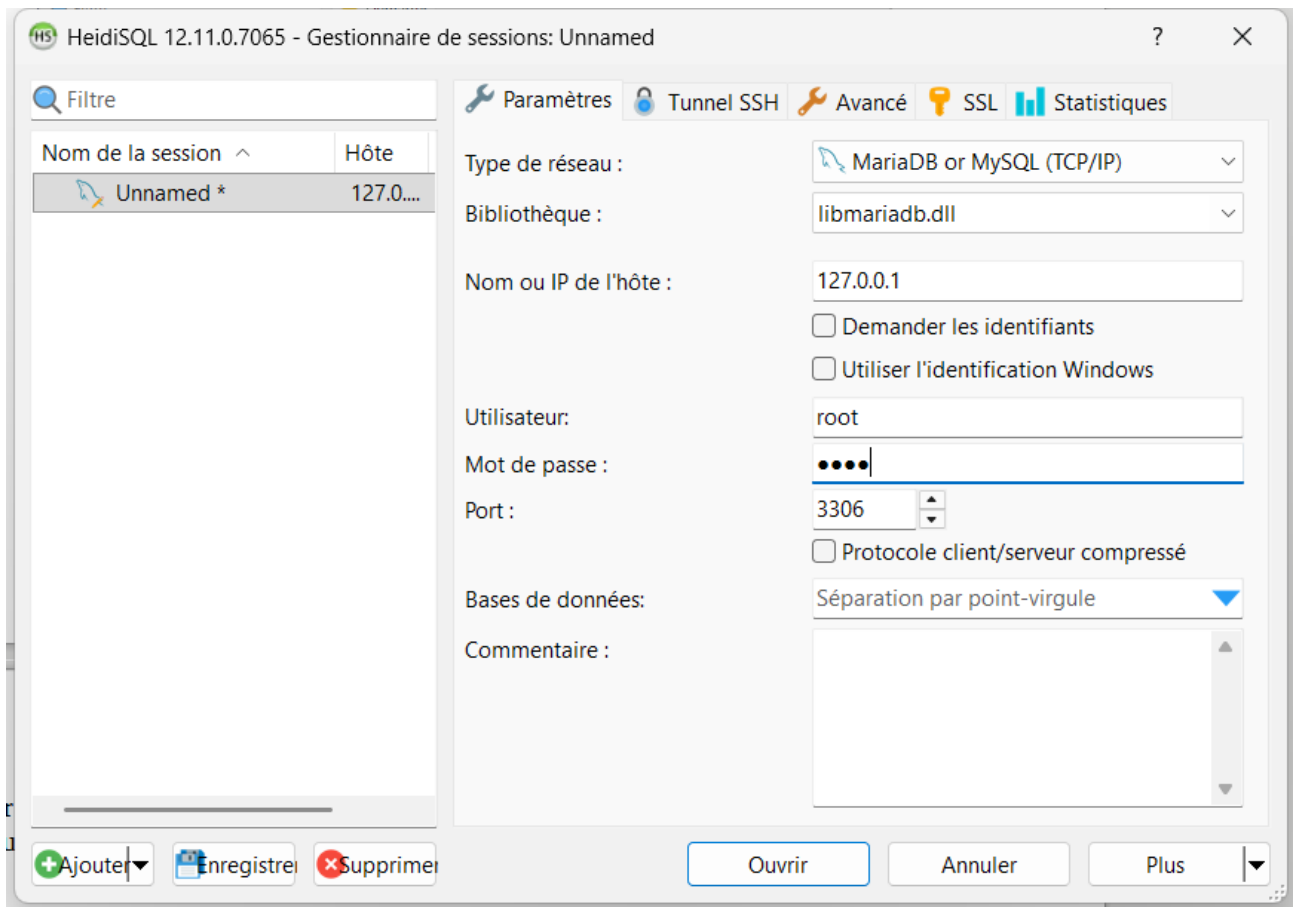 HeidiSQL 12.11.0.7065 - Gestionnaire de sessions: Unnamed ?
Filtre
Nom de la session Hôte
Unnamed * 127.0....
Paramètres Tunnel SSH Avancé SSL Statistiques
Type de réseau : MariaDB or MySQL (TCP/IP)
Bibliothèque : libmariadb.dll
Nom ou IP de l'hôte : 127.0.0.1
Demander les identifiants
Utiliser l'identification Windows
Utilisateur: root
Mot de passe : ●●●●
Port : 3306
Protocole client/serveur compressé
Bases de données: Séparation par point-virgule
Commentaire :
Ajouter Enregistrer Supprimer Ouvrir Annuler Plus